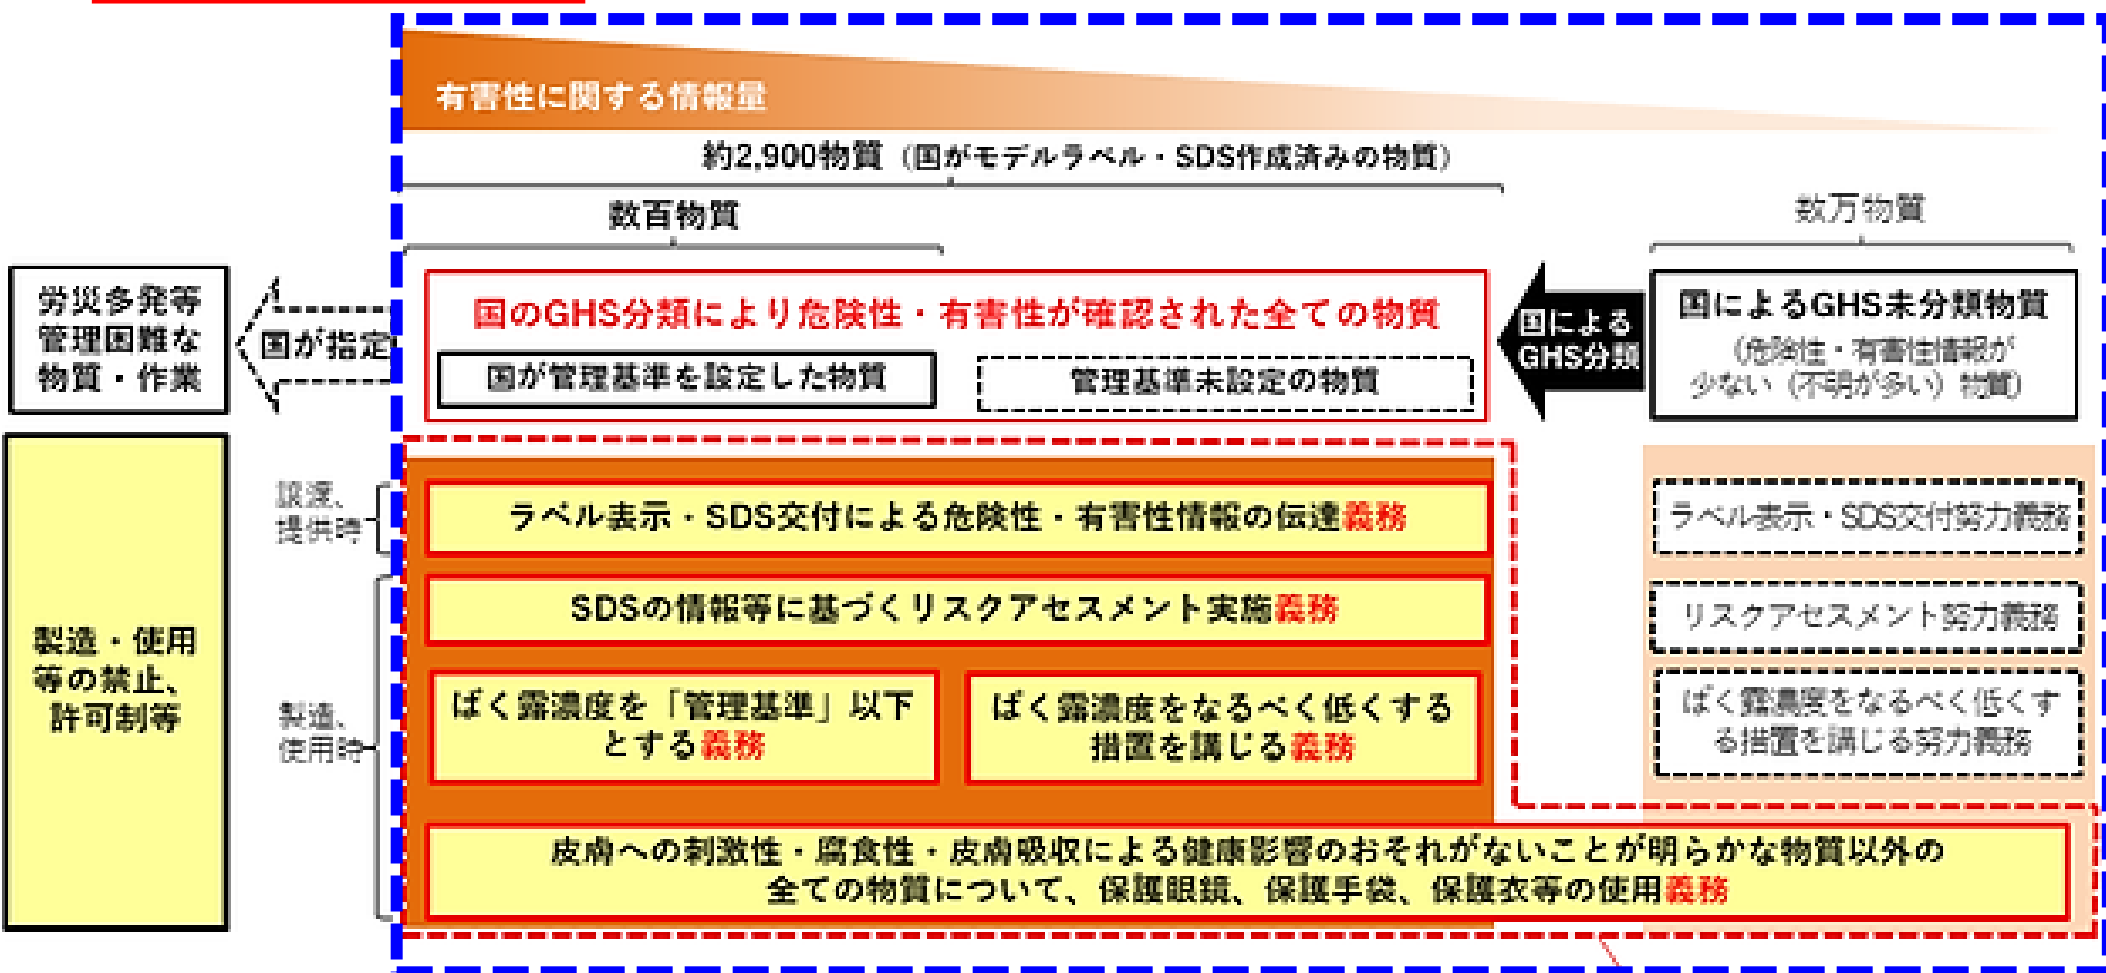 有害性に関する情報量
約2,900物質（国がモデルラベル・SDS作成済みの物質）
数百物質
数万物質
労災多発等
管理困難な
物質・作業
国が指定
国のGHS分類により危険性・有害性が確認された全ての物質
国が管理基準を設定した物質
管理基準未設定の物質
国による
GHS分類
国によるGHS未分類物質
（危険性・有害性情報が
少ない（不明が多い）物質）
製造・使用
等の禁止、
許可制等
譲渡、
提供時
ラベル表示・SDS交付による危険性・有害性情報の伝達義務
ラベル表示・SDS交付努力義務
製造、
使用時
SDSの情報等に基づくリスクアセスメント実施義務
リスクアセスメント努力義務
ばく露濃度を「管理基準」以下
とする義務
ばく露濃度をなるべく低くする
措置を講じる義務
ばく露濃度をなるべく低くす
る措置を講じる努力義務
皮膚への刺激性・腐食性・皮膚吸収による健康影響のおそれがないことが明らかな物質以外の
全ての物質について、保護眼鏡、保護手袋、保護衣等の使用義務